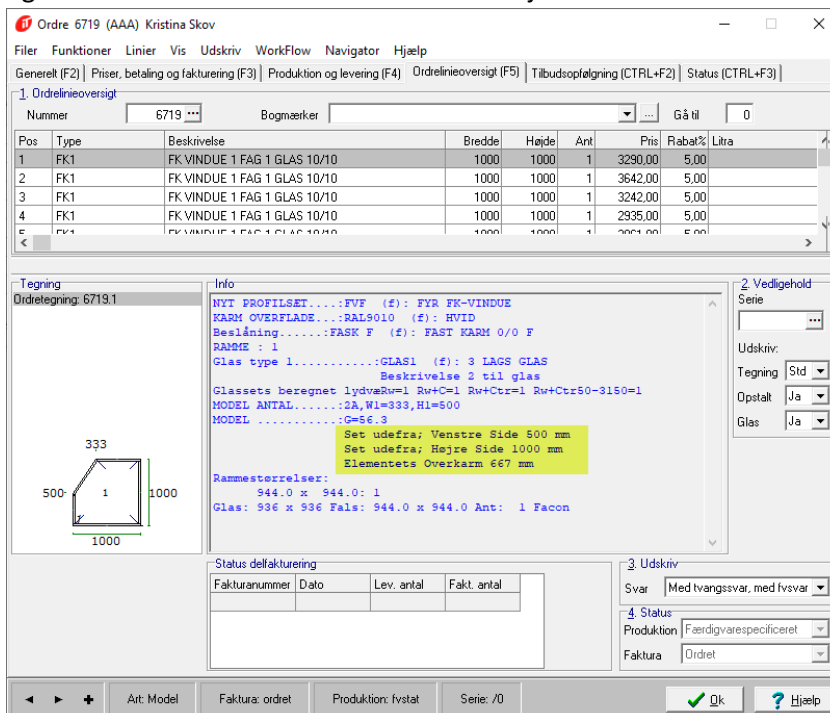 Ordre 6719 (AAA) Kristina Skov
Filer Funktioner Linier Vis Udskriv WorkFlow Navigator Hjælp
Generelt (F2) Priser, betaling og fakturering (F3) Produktion og levering (F4) Ordrelinieoversigt (F5) Tilbudsopfølgning (CTRL+F2) Status (CTRL+F3)
1. Ordrelinieoversigt
Nummer 6719 ... Bogmærker ... Gå til 0
Pos Type Beskrivelse Bredde Højde Ant Pris Rabat% Litra
1 FK1 FK VINDUE 1 FAG 1 GLAS 10/10 1000 1000 1 3290,00 5,00
2 FK1 FK VINDUE 1 FAG 1 GLAS 10/10 1000 1000 1 3642,00 5,00
3 FK1 FK VINDUE 1 FAG 1 GLAS 10/10 1000 1000 1 3242,00 5,00
4 FK1 FK VINDUE 1 FAG 1 GLAS 10/10 1000 1000 1 2935,00 5,00
Tegning
Ordretegning: 6719.1
333
500
1
1000
1000
Info
NYT PROFILSÆT....:FVF (f): FYR FK-VINDUE
KARM OVERFLADE...:RAL9010 (f): HVID
Beslåning......:FASK F (f): FAST KARM 0/0 F
RAMME : 1
Glas type 1...........:GLAS1 (f): 3 LAGS GLAS
Beskrivelse 2 til glas
Glassets beregnet lydvæRw=1 Rw+C=1 Rw+Ctr=1 Rw+Ctr50-3150=1
MODEL ANTAL......:2A,W1=333,H1=500
MODEL ...........:G=56.3
Set udefra; Venstre Side 500 mm
Set udefra; Højre Side 1000 mm
Elementets Overkarm 667 mm
Rammestørrelser:
944.0 x 944.0: 1
Glas: 936 x 936 Fals: 944.0 x 944.0 Ant: 1 Facon
2. Vedligehold
Serie
...
Udskriv:
Tegning Std
Opstalt Ja
Glas Ja
Status delfakturering
Fakturanummer Dato Lev. antal Fakt. antal
3. Udskriv
Svar Med tvangssvar, med fvsvar
4. Status
Produktion Færdigvarespecificeret
Faktura Ordret
Art: Model Faktura: ordret Produktion: fvstat Serie: /0 Ok Hjælp